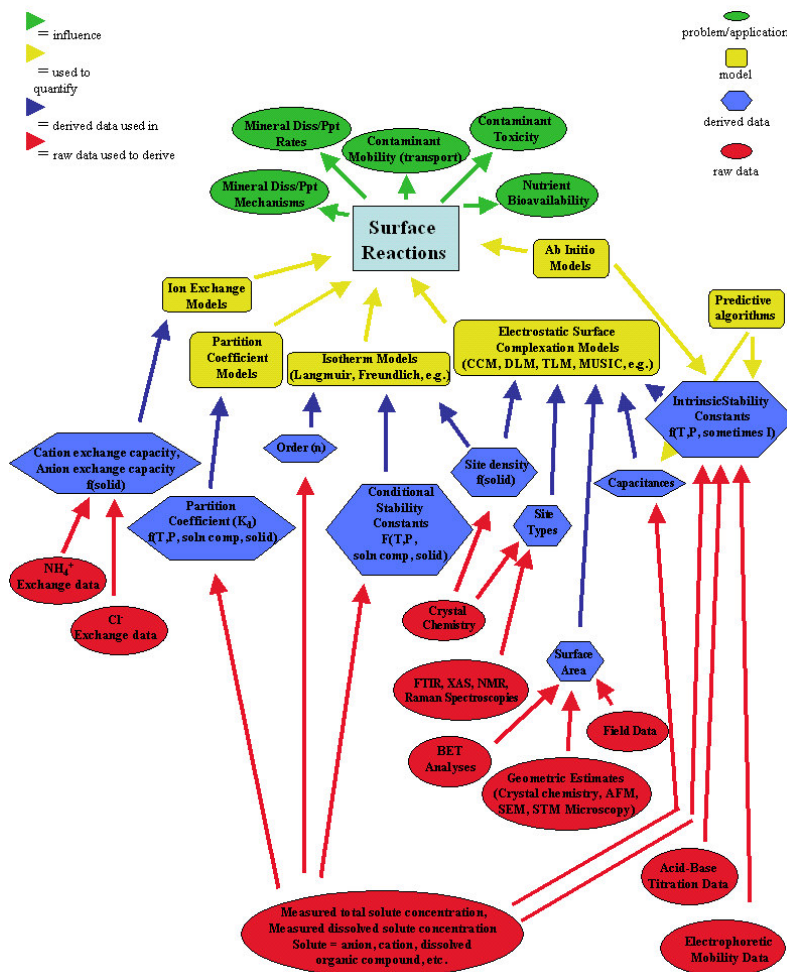 = influence
= used to
quantify
= derived data used in
= raw data used to derive
problem/application
model
derived data
raw data
Mineral Diss/Ppt
Rates
Contaminant
Mobility (transport)
Contaminant
Toxicity
Mineral Diss/Ppt
Mechanisms
Nutrient
Bioavailability
Surface
Reactions
Ab Initio
Models
Ion Exchange
Models
Predictive
algorithms
Partition
Coefficient
Models
Isotherm Models
(Langmuir, Freundlich, e.g.)
Electrostatic Surface
Complexation Models
(CCM, DLM, TLM, MUSIC, e.g.)
IntrinsicStability
Constants
f(T,P, sometimes I)
Cation exchange capacity,
Anion exchange capacity
f(solid)
Order (n)
Site density
f(solid)
Capacitances
Partition
Coefficient (Kd)
f(T,P, soln comp, solid)
Conditional
Stability
Constants
F(T,P,
soln comp, solid)
Site
Types
NH4+
Exchange data
Cl-
Exchange data
Crystal
Chemistry
Surface
Area
FTIR, XAS, NMR,
Raman Spectroscopies
Field Data
BET
Analyses
Geometric Estimates
(Crystal chemistry, AFM,
SEM, STM Microscopy)
Acid-Base
Titration Data
Measured total solute concentration,
Measured dissolved solute concentration
Solute = anion, cation, dissolved
organic compound, etc.
Electrophoretic
Mobility Data